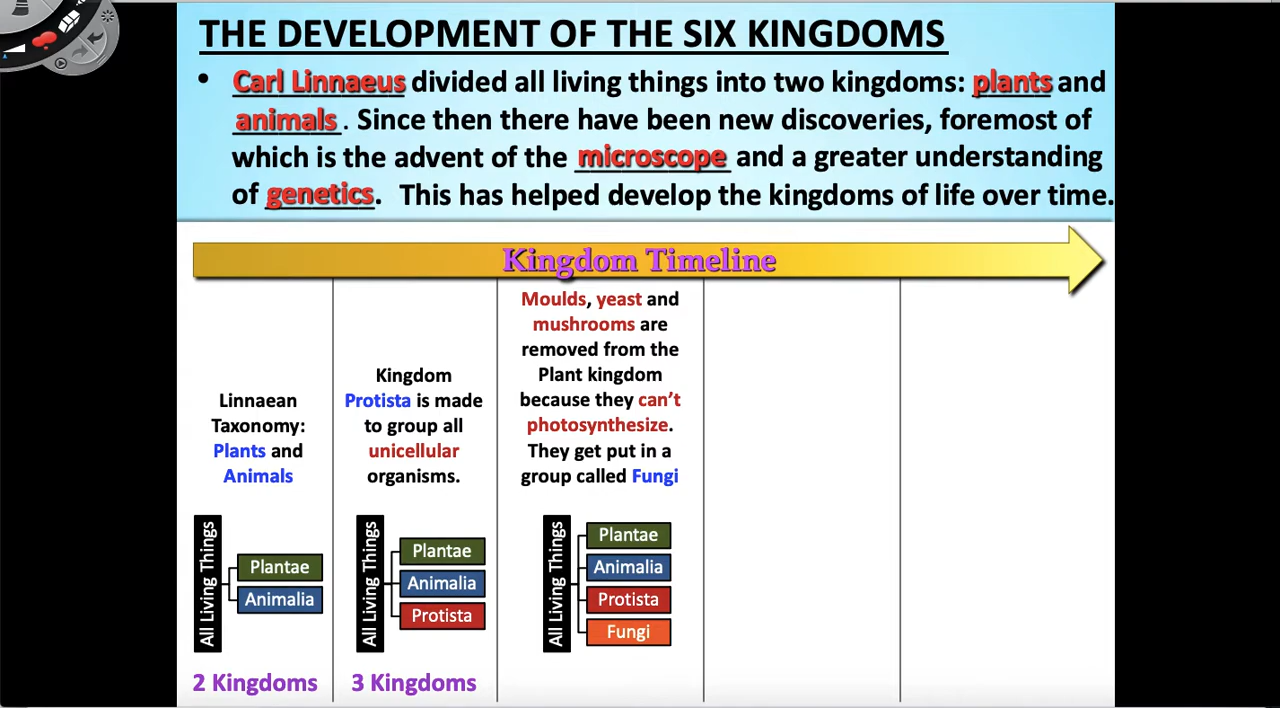 THE DEVELOPMENT OF THE SIX KINGDOMS
• Carl Linnaeus divided all living things into two kingdoms: plants and
animals. Since then there have been new discoveries, foremost of
which is the advent of the microscope and a greater understanding
of genetics. This has helped develop the kingdoms of life over time.
Kingdom Timeline
Linnaean
Taxonomy:
Plants and
Animals
All Living Things
Plantae
Animalia
2 Kingdoms
Kingdom
Protista is made
to group all
unicellular
organisms.
All Living Things
Plantae
Animalia
Protista
3 Kingdoms
Moulds, yeast and
mushrooms are
removed from the
Plant kingdom
because they can't
photosynthesize.
They get put in a
group called Fungi
All Living Things
Plantae
Animalia
Protista
Fungi